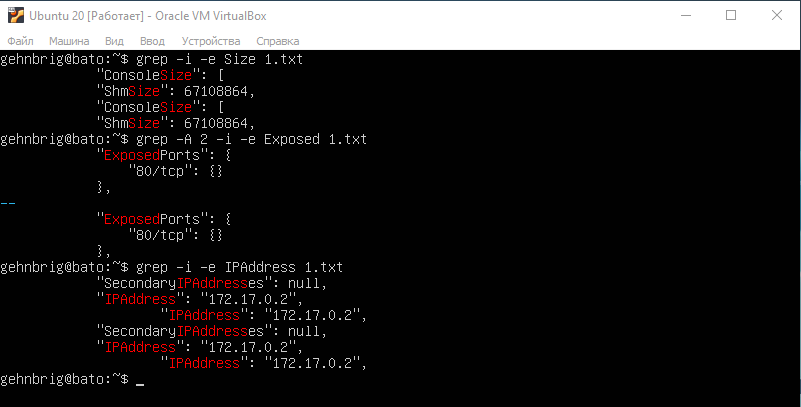 Ubuntu 20 [Работает] - Oracle VM VirtualBox
Файл Машина Вид Ввод Устройства Справка
gehnbrig@bato:~$ grep -i -e Size 1.txt
            "ConsoleSize": [
            "ShmSize": 67108864,
            "ConsoleSize": [
            "ShmSize": 67108864,
gehnbrig@bato:~$ grep -A 2 -i -e Exposed 1.txt
            "ExposedPorts": {
                "80/tcp": {}
            },
--
            "ExposedPorts": {
                "80/tcp": {}
            },
gehnbrig@bato:~$ grep -i -e IPAddress 1.txt
            "SecondaryIPAddresses": null,
            "IPAddress": "172.17.0.2",
                    "IPAddress": "172.17.0.2",
            "SecondaryIPAddresses": null,
            "IPAddress": "172.17.0.2",
                    "IPAddress": "172.17.0.2",
gehnbrig@bato:~$ _